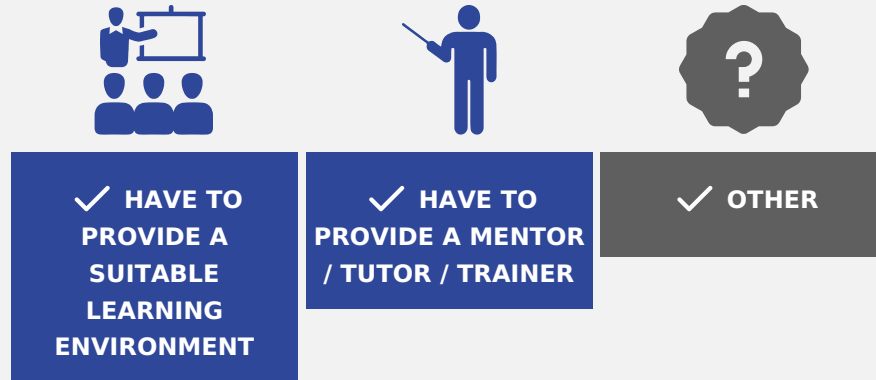 ✓ HAVE TO
PROVIDE A
SUITABLE
LEARNING
ENVIRONMENT
✓ HAVE TO
PROVIDE A MENTOR
/ TUTOR / TRAINER
✓ OTHER
?